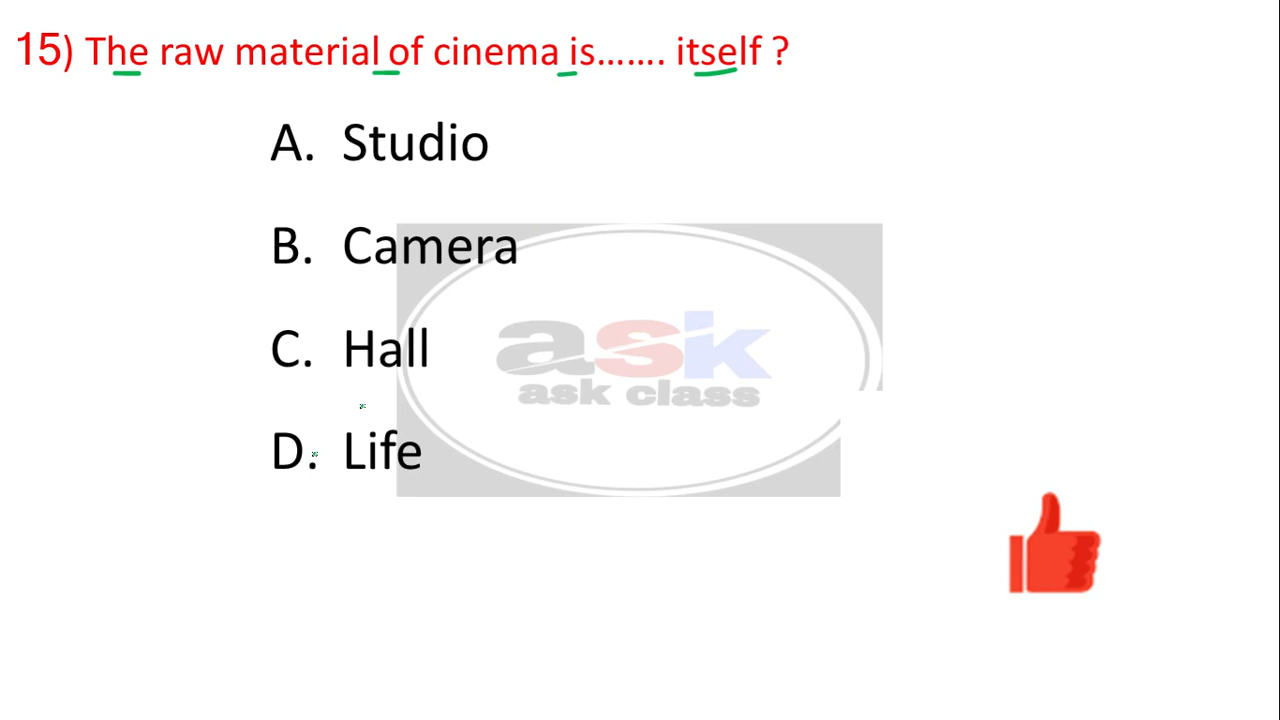 15) The raw material of cinema is....... itself ?
A. Studio
B. Camera
C. Hall
D. Life
ask
ask class